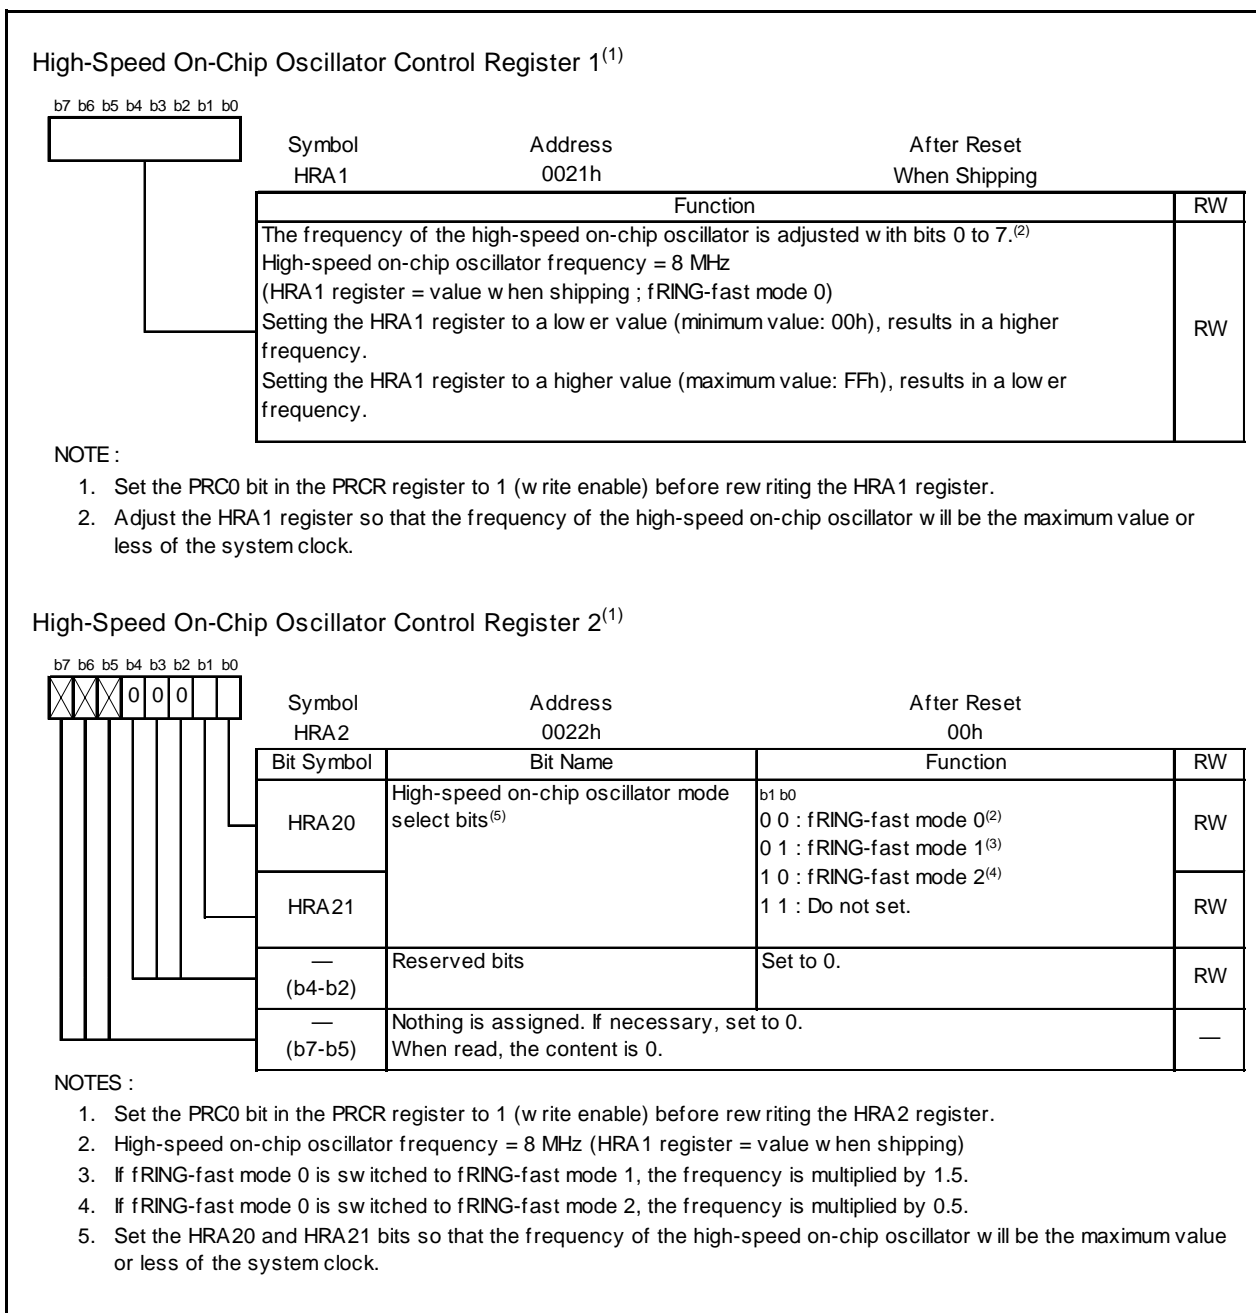 High-Speed On-Chip Oscillator Control Register 1(1)
b7 b6 b5 b4 b3 b2 b1 b0
Symbol Address After Reset
HRA1 0021h When Shipping
Function RW
The frequency of the high-speed on-chip oscillator is adjusted with bits 0 to 7.(2)
High-speed on-chip oscillator frequency = 8 MHz
(HRA1 register = value when shipping ; fRING-fast mode 0)
Setting the HRA1 register to a lower value (minimum value: 00h), results in a higher
frequency.
RW
Setting the HRA1 register to a higher value (maximum value: FFh), results in a lower
frequency.
NOTE :
1. Set the PRC0 bit in the PRCR register to 1 (write enable) before rewriting the HRA1 register.
2. Adjust the HRA1 register so that the frequency of the high-speed on-chip oscillator will be the maximum value or
less of the system clock.
High-Speed On-Chip Oscillator Control Register 2(1)
b7 b6 b5 b4 b3 b2 b1 b0
0 0 0
Symbol Address After Reset
HRA2 0022h 00h
Bit Symbol Bit Name Function RW
HRA20
High-speed on-chip oscillator mode
select bits(5)
b1 b0
0 0 : fRING-fast mode 0(2)
0 1 : fRING-fast mode 1(3)
1 0 : fRING-fast mode 2(4)
1 1 : Do not set.
RW
HRA21
RW
—
(b4-b2)
Reserved bits
Set to 0.
RW
—
(b7-b5)
Nothing is assigned. If necessary, set to 0.
When read, the content is 0.
—
NOTES :
1. Set the PRC0 bit in the PRCR register to 1 (write enable) before rewriting the HRA2 register.
2. High-speed on-chip oscillator frequency = 8 MHz (HRA1 register = value when shipping)
3. If fRING-fast mode 0 is switched to fRING-fast mode 1, the frequency is multiplied by 1.5.
4. If fRING-fast mode 0 is switched to fRING-fast mode 2, the frequency is multiplied by 0.5.
5. Set the HRA20 and HRA21 bits so that the frequency of the high-speed on-chip oscillator will be the maximum value
or less of the system clock.